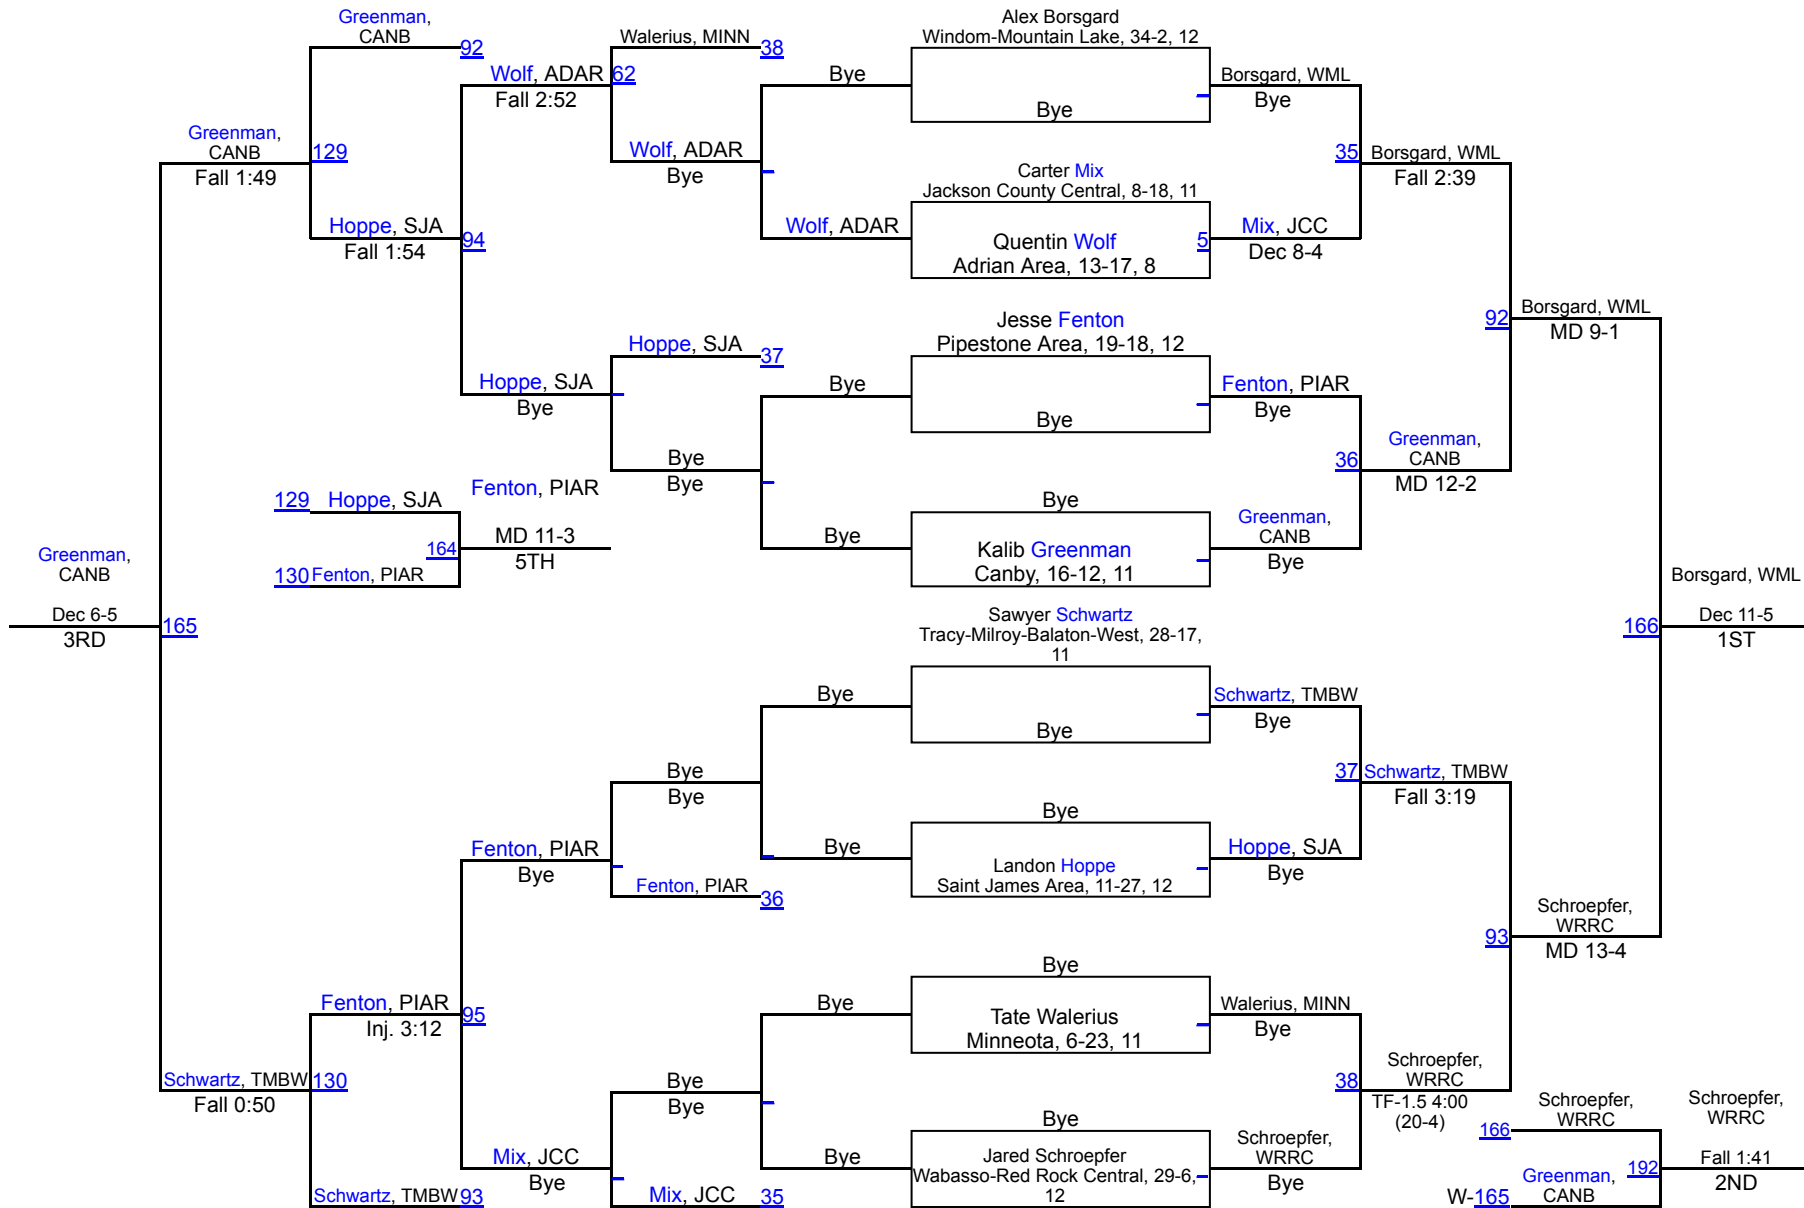 Greenman,
CANB
92
Walerius, MINN
38
Wolf, ADAR
62
Fall 2:52
Greenman,
CANB
129
Fall 1:49
Wolf, ADAR
Bye
Hoppe, SJA
94
Fall 1:54
Bye
Wolf, ADAR
Alex Borsgard
Windom-Mountain Lake, 34-2, 12
Bye
Borsgard, WML
Bye
Carter Mix
Jackson County Central, 8-18, 11
Quentin Wolf
5
Adrian Area, 13-17, 8
Mix, JCC
Dec 8-4
35
Borsgard, WML
Fall 2:39
Jesse Fenton
Pipestone Area, 19-18, 12
Bye
Fenton, PIAR
Bye
92
Borsgard, WML
MD 9-1
Hoppe, SJA
37
Hoppe, SJA
Bye
Bye
Bye
Bye
Bye
Bye
Kalib Greenman
Canby, 16-12, 11
Greenman,
CANB
Bye
36
Greenman,
CANB
MD 12-2
129
Hoppe, SJA
Fenton, PIAR
164
MD 11-3
5TH
130
Fenton, PIAR
Greenman,
CANB
Dec 6-5
165
3RD
Borsgard, WML
166
Dec 11-5
1ST
Sawyer Schwartz
Tracy-Milroy-Balaton-West, 28-17,
11
Bye
Bye
Schwartz, TMBW
Bye
37
Schwartz, TMBW
Fall 3:19
Bye
Bye
Bye
Bye
Landon Hoppe
Saint James Area, 11-27, 12
Hoppe, SJA
Bye
Fenton, PIAR
Bye
Fenton, PIAR
36
93
Schroepfer,
WRRC
MD 13-4
Bye
Bye
Tate Walerius
Minneota, 6-23, 11
Walerius, MINN
Bye
Fenton, PIAR
95
Inj. 3:12
Schwartz, TMBW
130
Fall 0:50
Bye
Bye
38
Schroepfer,
WRRC
TF-1.5 4:00
(20-4)
Bye
Bye
Jared Schroepfer
Wabasso-Red Rock Central, 29-6,
12
Schroepfer,
WRRC
Bye
Mix, JCC
Bye
Schwartz, TMBW
93
Mix, JCC
35
Schroepfer,
WRRC
166
Schroepfer,
WRRC
Greenman,
CANB
W-165
192
Fall 1:41
2ND